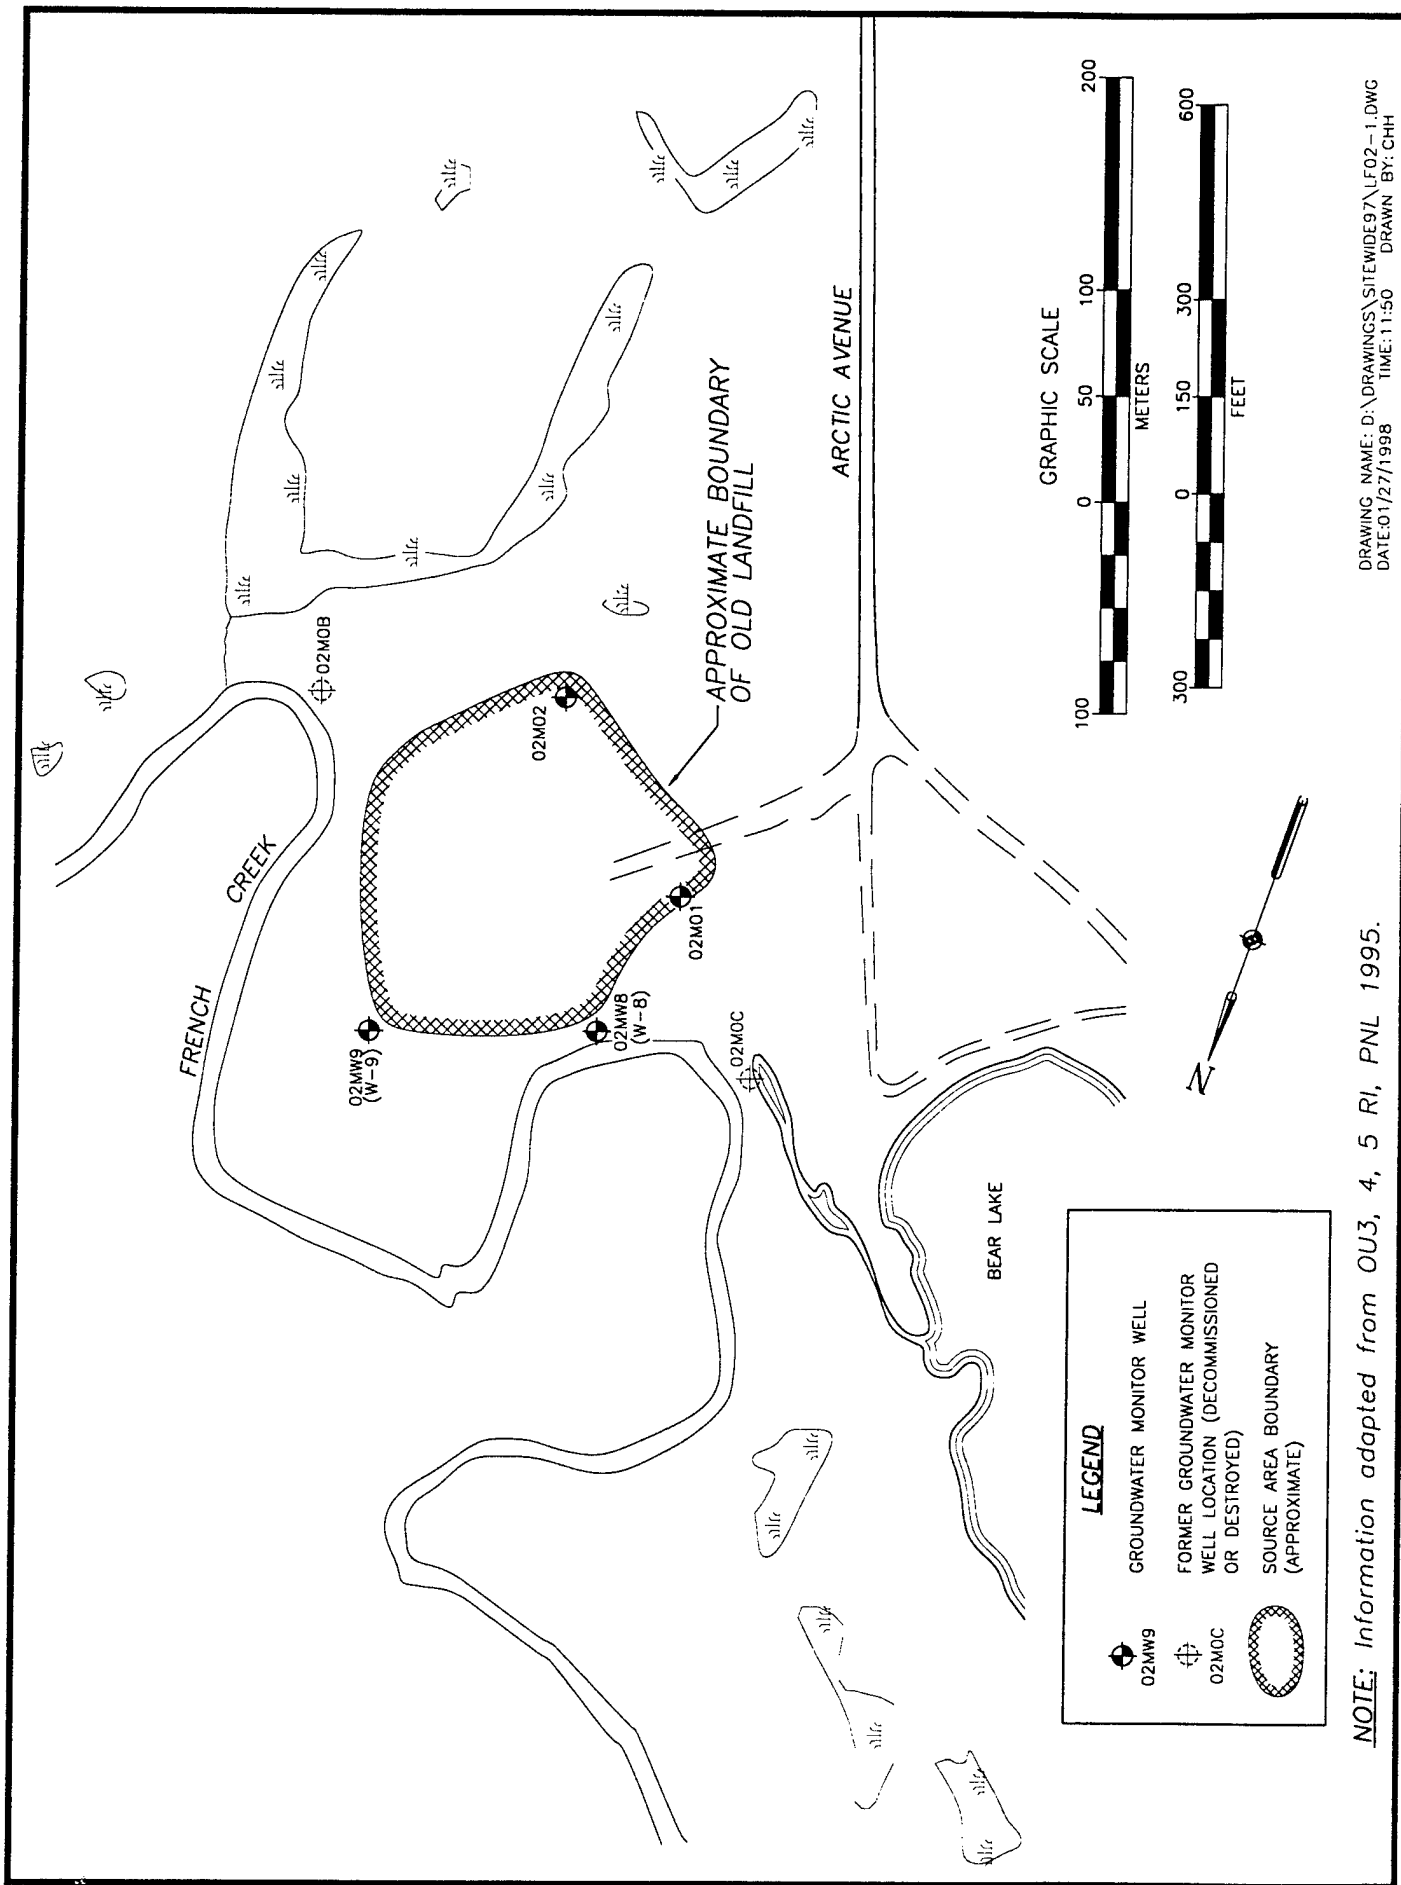 FRENCH
CREEK
02MW9
(W-9)
02MW8
(W-8)
02M0B
02M02
02M01
02M0C
APPROXIMATE BOUNDARY
OF OLD LANDFILL
ARCTIC AVENUE
BEAR LAKE
N
GRAPHIC SCALE
100
0
50
100
200
METERS
300
0
150
300
600
FEET
LEGEND
02MW9
GROUNDWATER MONITOR WELL
02M0C
FORMER GROUNDWATER MONITOR
WELL LOCATION (DECOMMISSIONED
OR DESTROYED)
SOURCE AREA BOUNDARY
(APPROXIMATE)
NOTE: Information adapted from OU3, 4, 5 RI, PNL 1995.
DRAWING NAME: D:\DRAWINGS\SITEWIDE97\LF02-1.DWG
DATE:01/27/1998 TIME:11:50 DRAWN BY: CHH